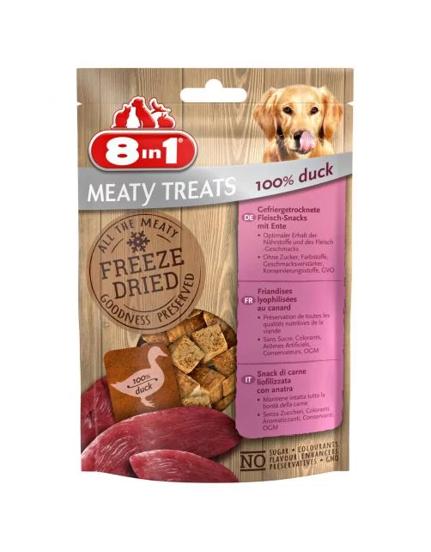 8in1
MEATY TREATS 100% duck
ALL THE MEATY
FREEZE
DRIED
GOODNESS PRESERVED
100%
duck
DE
Gefriergetrocknete
Fleisch-Snacks
mit Ente
• Optimaler Erhalt der
Nährstoffe und des Fleisch
-Geschmacks
• Ohne Zucker, Farbstoffe,
Geschmacksverstärker,
Konservierungsstoffe, GVO
FR
Friandises
lyophilisées
au canard
• Préservation de toutes les
qualités nutritives de la
viande
• Sans Sucre, Colorants,
Arômes Artificiels,
Conservateurs, OGM
IT
Snack di carne
liofilizzata
con anatra
• Mantiene intatta tutte la
bontà della carne
• Senza Zuccheri, Coloranti
Aromatizzanti, Conservanti
OGM
NO SUGAR • COLOURANTS
FLAVOUR ENHANCERS
PRESERVATIVES • GMO